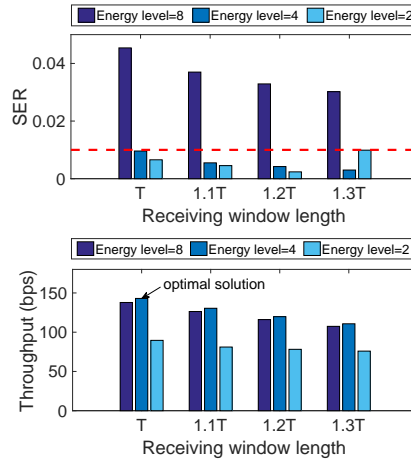 Energy level=8 Energy level=4 Energy level=2
0.04
0.02
0
SER
T 1.1T 1.2T 1.3T
Receiving window length
Energy level=8 Energy level=4 Energy level=2
optimal solution
150
100
50
0
Throughput (bps)
T 1.1T 1.2T 1.3T
Receiving window length